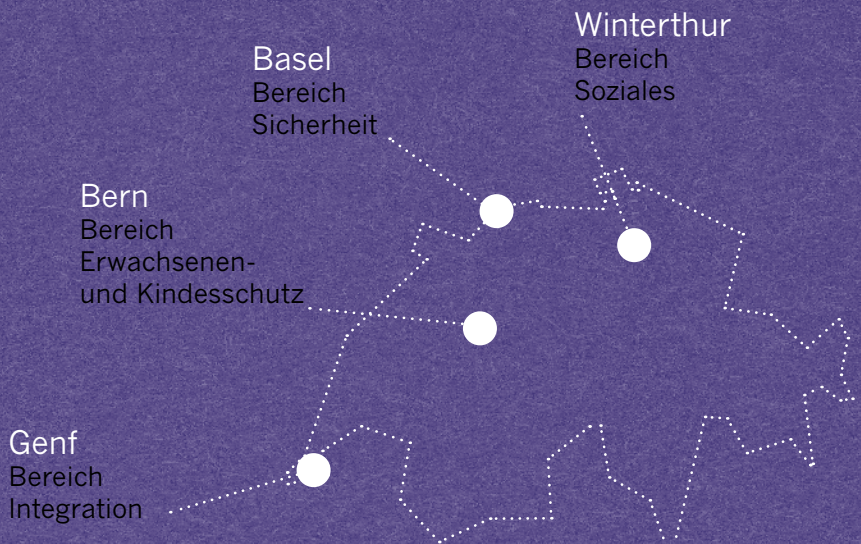 Winterthur
Bereich
Soziales
Basel
Bereich
Sicherheit
Bern
Bereich
Erwachsenen-
und Kindesschutz
Genf
Bereich
Integration